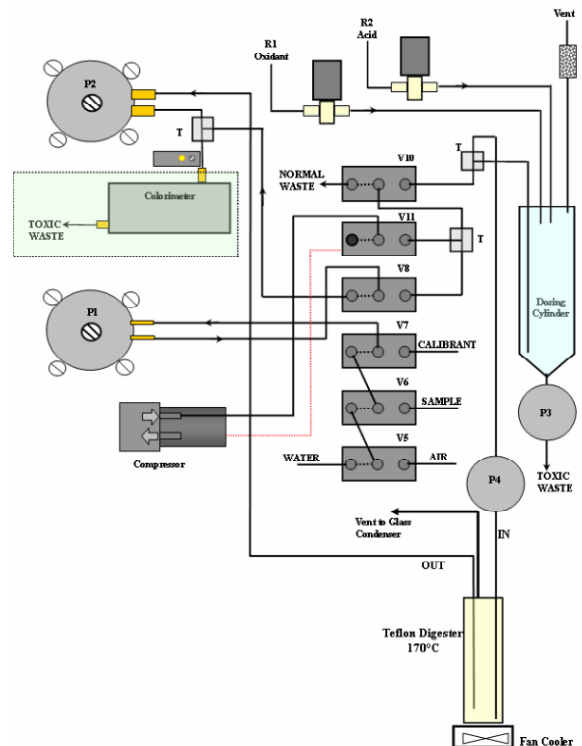 Vent
R2
Acid
R1
Oxidant
P2
T
V10
T
NORMAL
WASTE
Colorimeter
TOXIC
WASTE
V11
T
V8
Dosing
Cylinder
P1
V7
CALIBRANT
V6
SAMPLE
P3
V5
WATER
AIR
Compressor
P4
TOXIC
WASTE
Vent to Glass
Condenser
IN
OUT
Teflon Digester
170°C
Fan Cooler